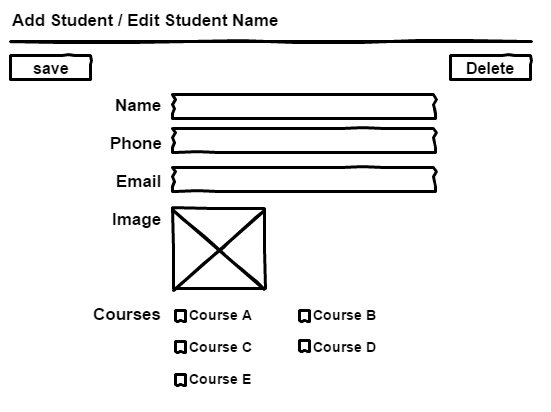 Add Student / Edit Student Name
save Delete
Name
Phone
Email
Image
Courses Course A Course B
Course C Course D
Course E